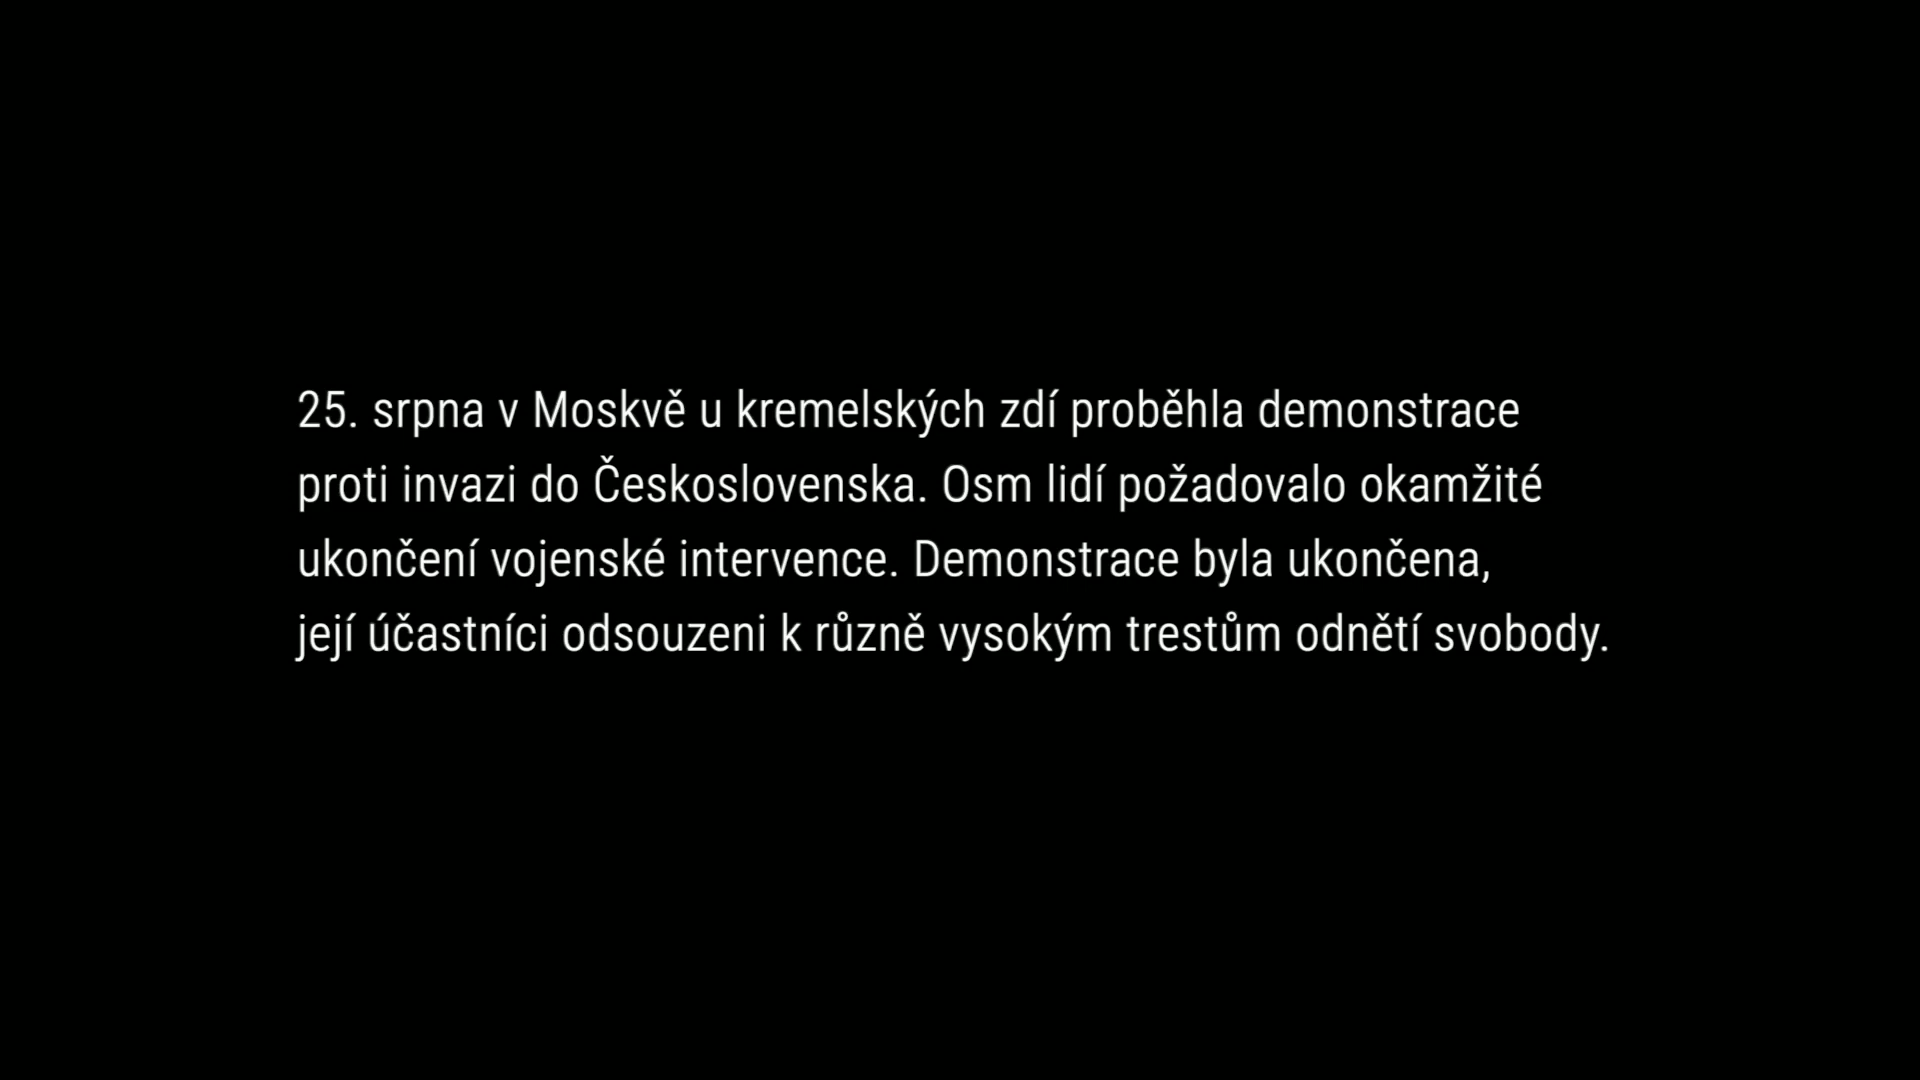 25. srpna v Moskvě u kremelských zdí proběhla demonstrace
proti invazi do Československa. Osm lidí požadovalo okamžité
ukončení vojenské intervence. Demonstrace byla ukončena,
její účastníci odsouzeni k různě vysokým trestům odnětí svobody.